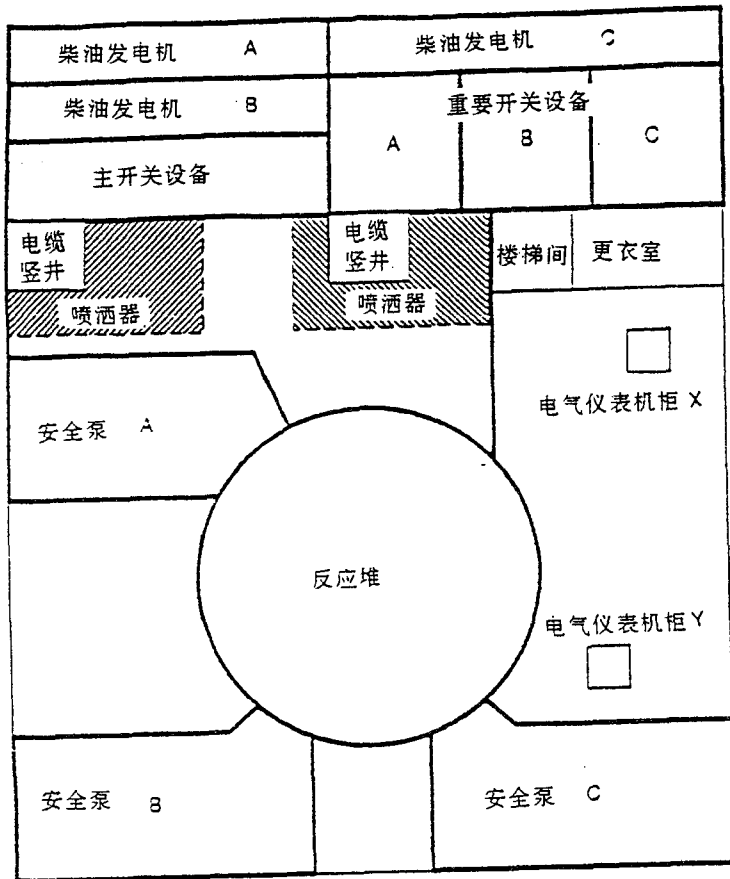 柴油发电机 A
柴油发电机 C
柴油发电机 B
重要开关设备
A
B
C
主开关设备
电缆
竖井
喷洒器
电缆
竖井
喷洒器
楼梯间
更衣室
电气仪表机柜 X
安全泵 A
反应堆
电气仪表机柜 Y
安全泵 B
安全泵 C